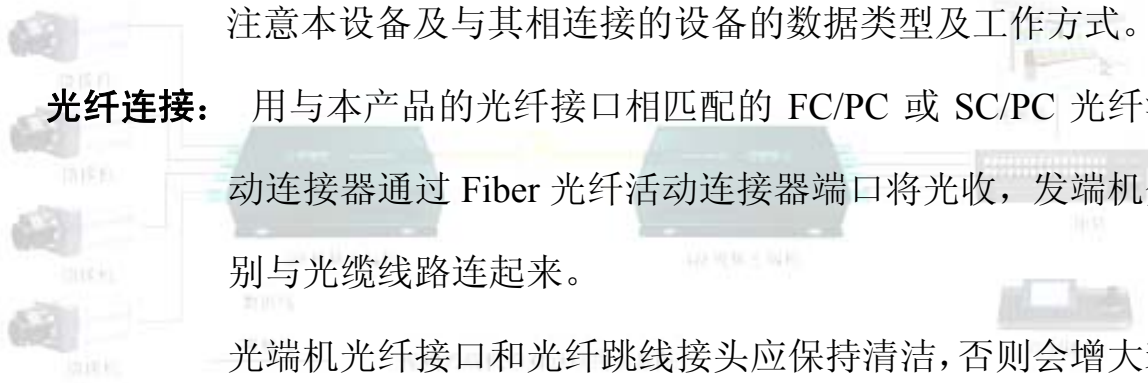 注意本设备及与其相连接的设备的数据类型及工作方式。
光纤连接： 用与本产品的光纤接口相匹配的 FC/PC 或 SC/PC 光纤
动连接器通过 Fiber 光纤活动连接器端口将光收，发端机
别与光缆线路连起来。
光端机光纤接口和光纤跳线接头应保持清洁，否则会增大